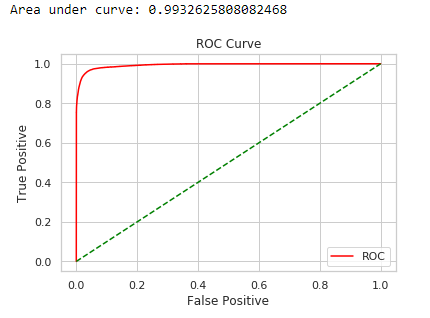 Area under curve: 0.9932625808082468
ROC Curve
1.0
0.8
0.6
0.4
0.2
0.0
True Positive
ROC
0.0 0.2 0.4 0.6 0.8 1.0
False Positive